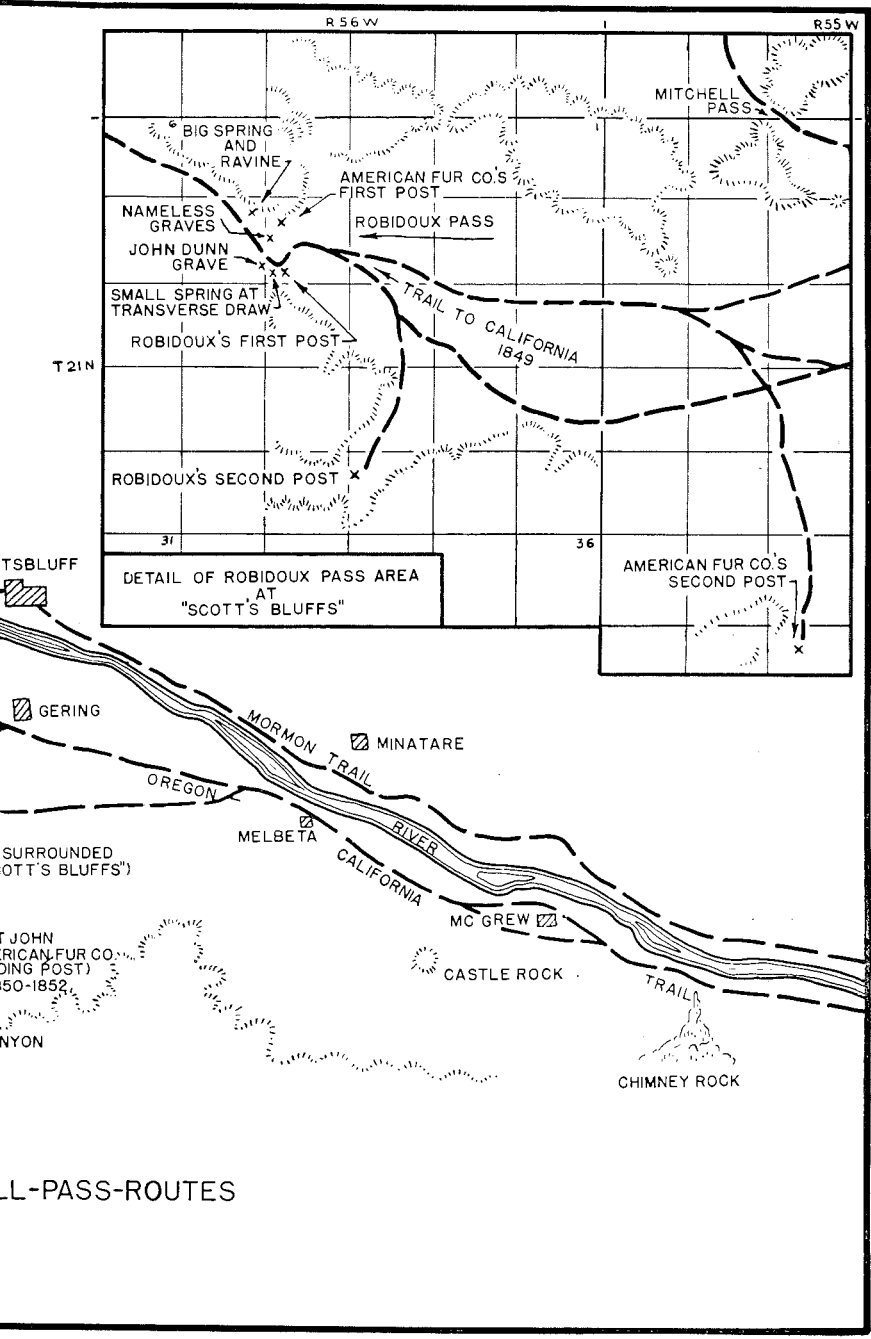 R 56 W
R 55 W
MITCHELL
PASS
BIG SPRING
AND
RAVINE
AMERICAN FUR CO.'S
FIRST POST
NAMELESS
GRAVES
ROBIDOUX PASS
JOHN DUNN
GRAVE
SMALL SPRING AT
TRANSVERSE DRAW
TRAIL TO CALIFORNIA
1849
ROBIDOUX'S FIRST POST
T 21 N
ROBIDOUX'S SECOND POST
31
36
DETAIL OF ROBIDOUX PASS AREA
AT
"SCOTT'S BLUFFS"
AMERICAN FUR CO.'S
SECOND POST
TSBLUFF
GERING
MORMON TRAIL
MINATARE
OREGON
MELBETA
RIVER
CALIFORNIA
SURROUNDED
OTT'S BLUFFS")
MC GREW
T JOHN
ERICAN FUR CO.
DING POST)
850-1852
CASTLE ROCK
TRAIL
NYON
CHIMNEY ROCK
LL-PASS-ROUTES